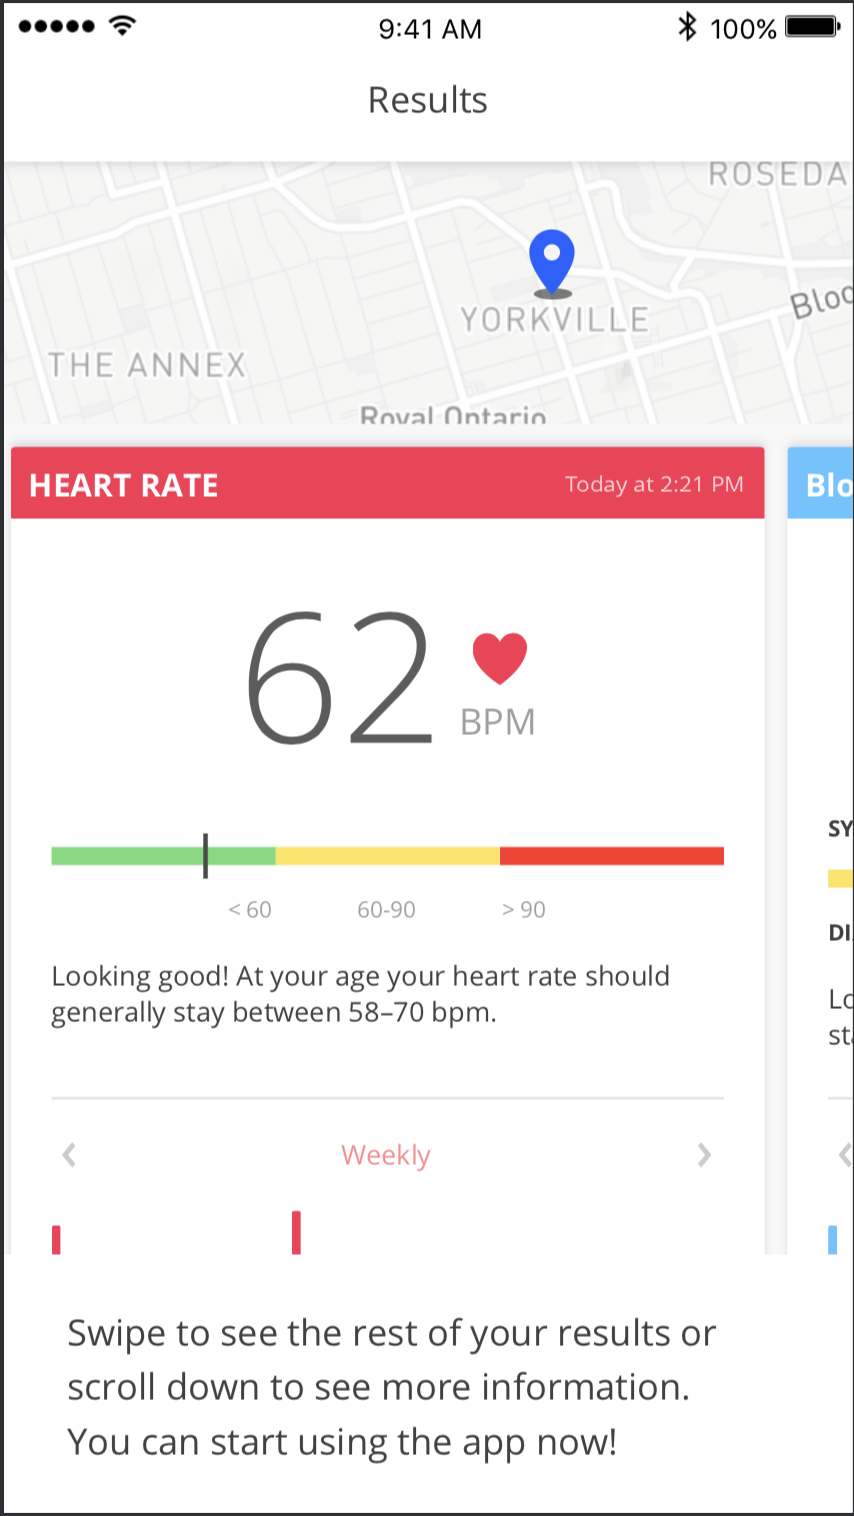 9:41 AM 100%
Results
ROSEDA
YORKVILLE
Bloo
THE ANNEX
Royal Ontario
HEART RATE Today at 2:21 PM
Blo
62
BPM
SY
< 60 60-90 > 90
DI
Looking good! At your age your heart rate should
generally stay between 58–70 bpm.
Lo
sta
Weekly
Swipe to see the rest of your results or
scroll down to see more information.
You can start using the app now!